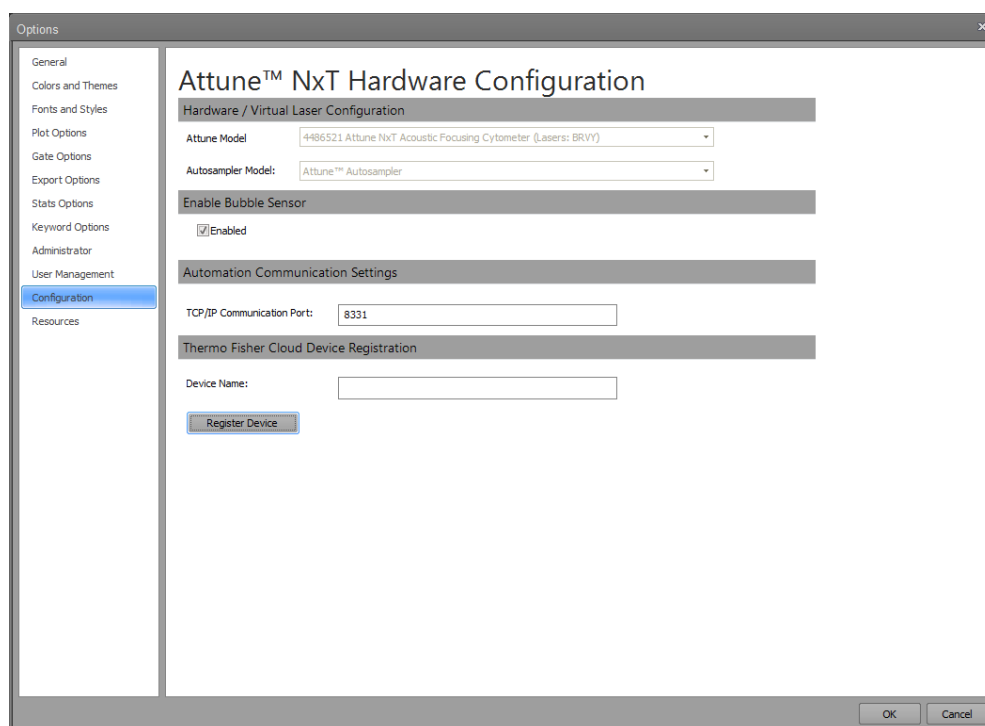 Options
General
Colors and Themes
Fonts and Styles
Plot Options
Gate Options
Export Options
Stats Options
Keyword Options
Administrator
User Management
Configuration
Resources
Attune™ NxT Hardware Configuration
Hardware / Virtual Laser Configuration
Attune Model
4486521 Attune NxT Acoustic Focusing Cytometer (Lasers: BRVY)
Autosampler Model:
Attune™ Autosampler
Enable Bubble Sensor
Enabled
Automation Communication Settings
TCP/IP Communication Port:
8331
Thermo Fisher Cloud Device Registration
Device Name:
Register Device
OK
Cancel